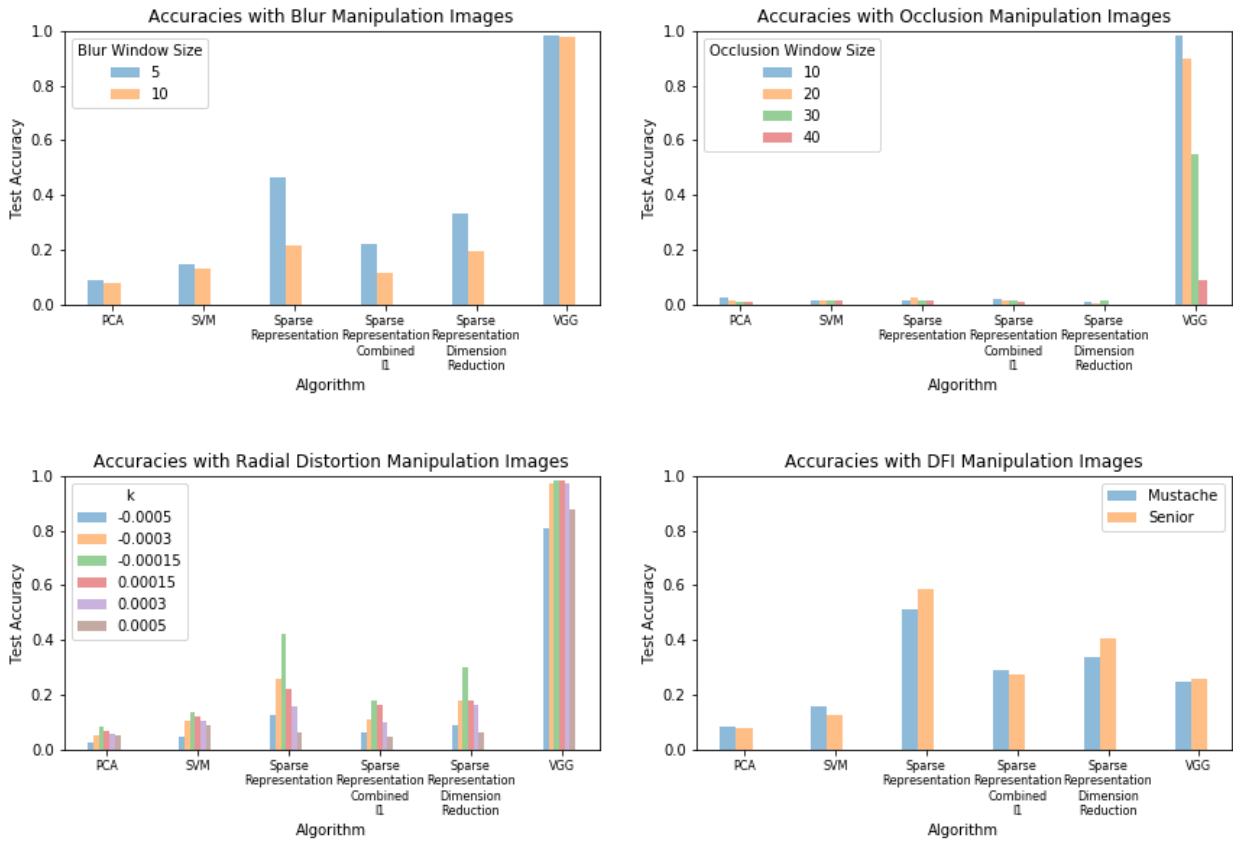 Accuracies with Blur Manipulation Images
Test Accuracy
1.0
0.8
0.6
0.4
0.2
0.0
Blur Window Size
5
10
PCA
SVM
Sparse
Representation
Sparse
Representation
Combined
l1
Sparse
Representation
Dimension
Reduction
VGG
Algorithm
Accuracies with Occlusion Manipulation Images
Test Accuracy
1.0
0.8
0.6
0.4
0.2
0.0
Occlusion Window Size
10
20
30
40
PCA
SVM
Sparse
Representation
Sparse
Representation
Combined
l1
Sparse
Representation
Dimension
Reduction
VGG
Algorithm
Accuracies with Radial Distortion Manipulation Images
Test Accuracy
1.0
0.8
0.6
0.4
0.2
0.0
k
-0.0005
-0.0003
-0.00015
0.00015
0.0003
0.0005
PCA
SVM
Sparse
Representation
Sparse
Representation
Combined
l1
Sparse
Representation
Dimension
Reduction
VGG
Algorithm
Accuracies with DFI Manipulation Images
Test Accuracy
1.0
0.8
0.6
0.4
0.2
0.0
Mustache
Senior
PCA
SVM
Sparse
Representation
Sparse
Representation
Combined
l1
Sparse
Representation
Dimension
Reduction
VGG
Algorithm